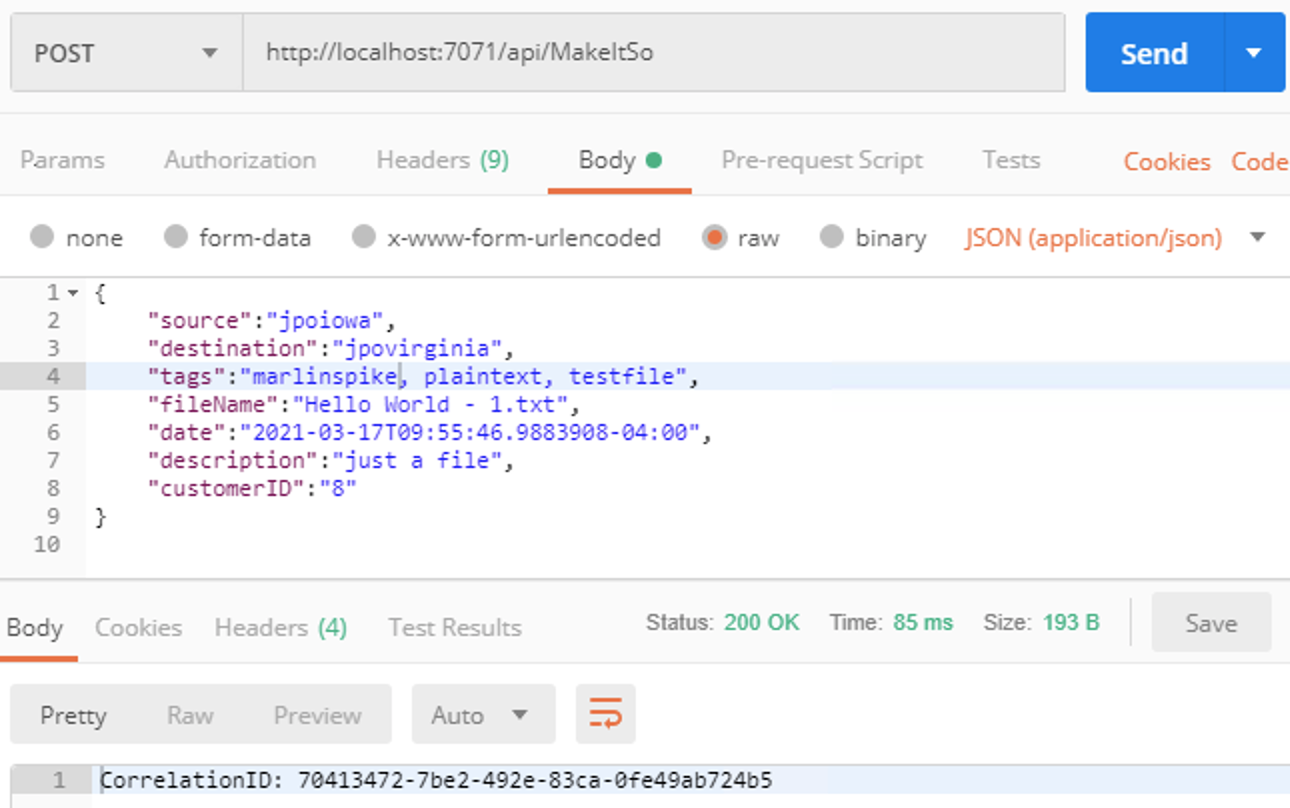 POST http://localhost:7071/api/MakeItSo Send
Params Authorization Headers (9) Body Pre-request Script Tests Cookies Code
none form-data x-www-form-urlencoded raw binary JSON (application/json)
1 {
2 "source":"jpoiowa",
3 "destination":"jpovirginia",
4 "tags":"marlinspike, plaintext, testfile",
5 "fileName":"Hello World - 1.txt",
6 "date":"2021-03-17T09:55:46.9883908-04:00",
7 "description":"just a file",
8 "customerID":"8"
9 }
10
Body Cookies Headers (4) Test Results Status: 200 OK Time: 85 ms Size: 193 B Save
Pretty Raw Preview Auto
1 CorrelationID: 70413472-7be2-492e-83ca-0fe49ab724b5